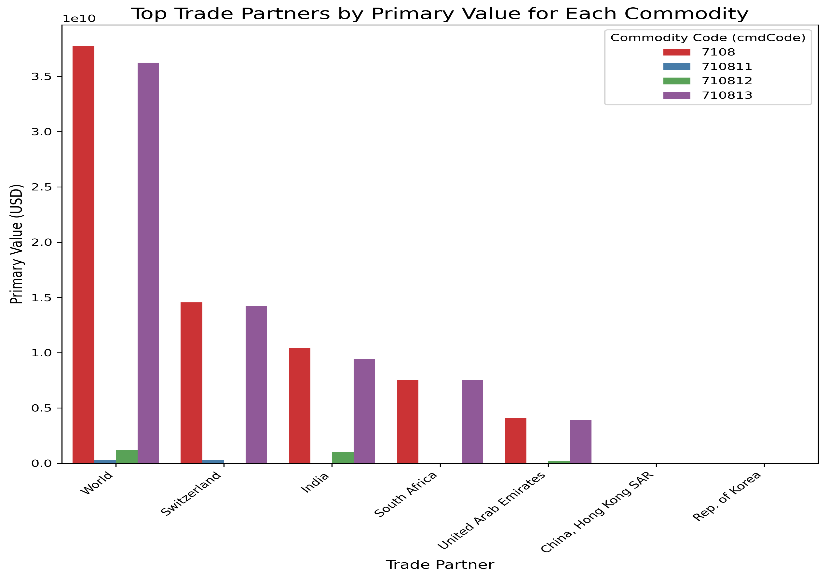 Top Trade Partners by Primary Value for Each Commodity
1e10
Commodity Code (cmdCode)
7108
710811
710812
710813
3.5
3.0
2.5
2.0
1.5
1.0
0.5
0.0
Primary Value (USD)
World
Switzerland
India
South Africa
United Arab Emirates
China, Hong Kong SAR
Rep. of Korea
Trade Partner